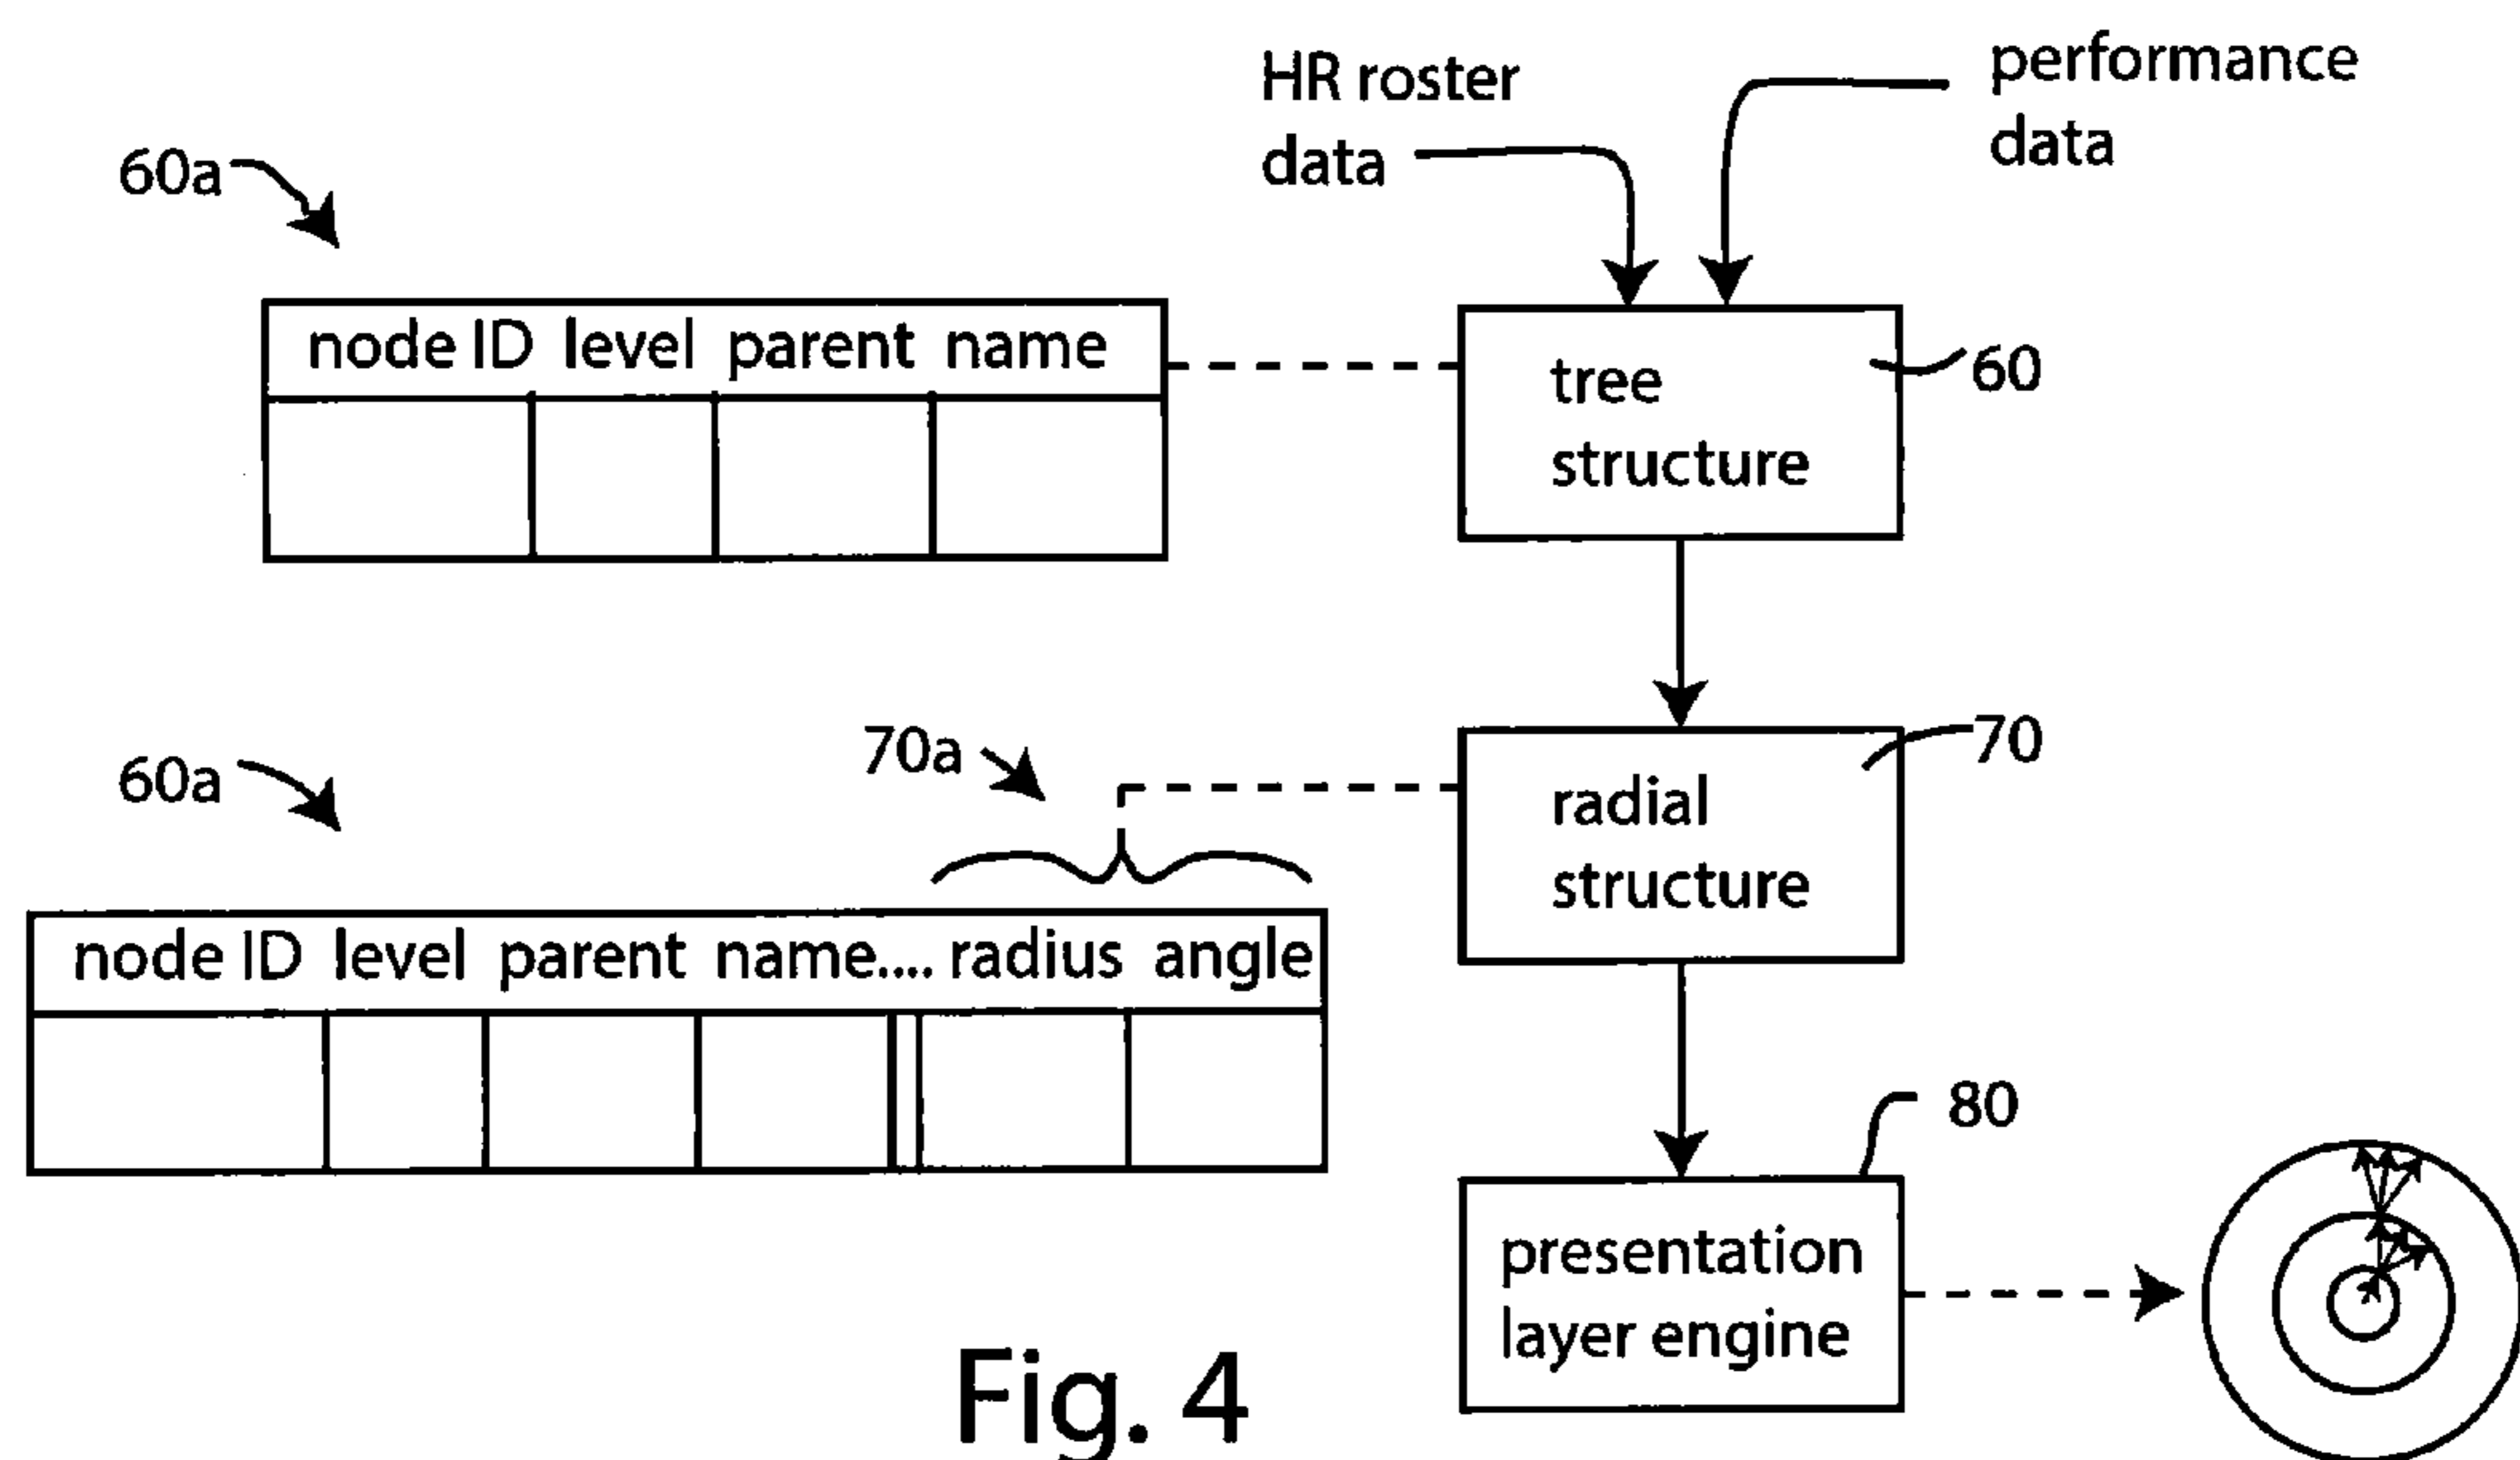 HR roster
data
performance
data
60a
node ID level parent name
tree
structure
60
60a
70a
radial
structure
70
node ID level parent name.... radius angle
80
presentation
layer engine
Fig. 4